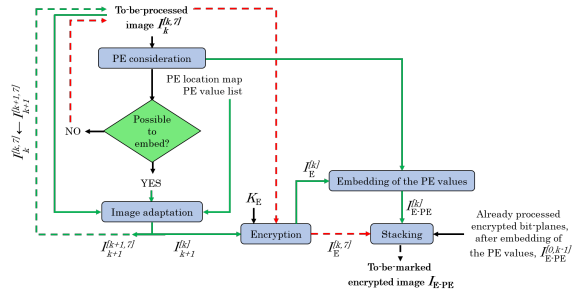 To-be-processed
image I_k^{[k,7]}
PE consideration
PE location map
PE value list
Possible
to
embed?
NO
YES
I_k^{[k,7]} ← I_{k+1}^{[k+1,7]}
Image adaptation
I_{k+1}^{[k+1,7]}
I_{k+1}^{[k]}
K_E
Encryption
I_E^{[k]}
I_E^{[k,7]}
Embedding of the PE values
I_{E-PE}^{[k]}
Stacking
Already processed
encrypted bit-planes,
after embedding of
the PE values, I_{E-PE}^{[0,k-1]}
To-be-marked
encrypted image I_{E-PE}